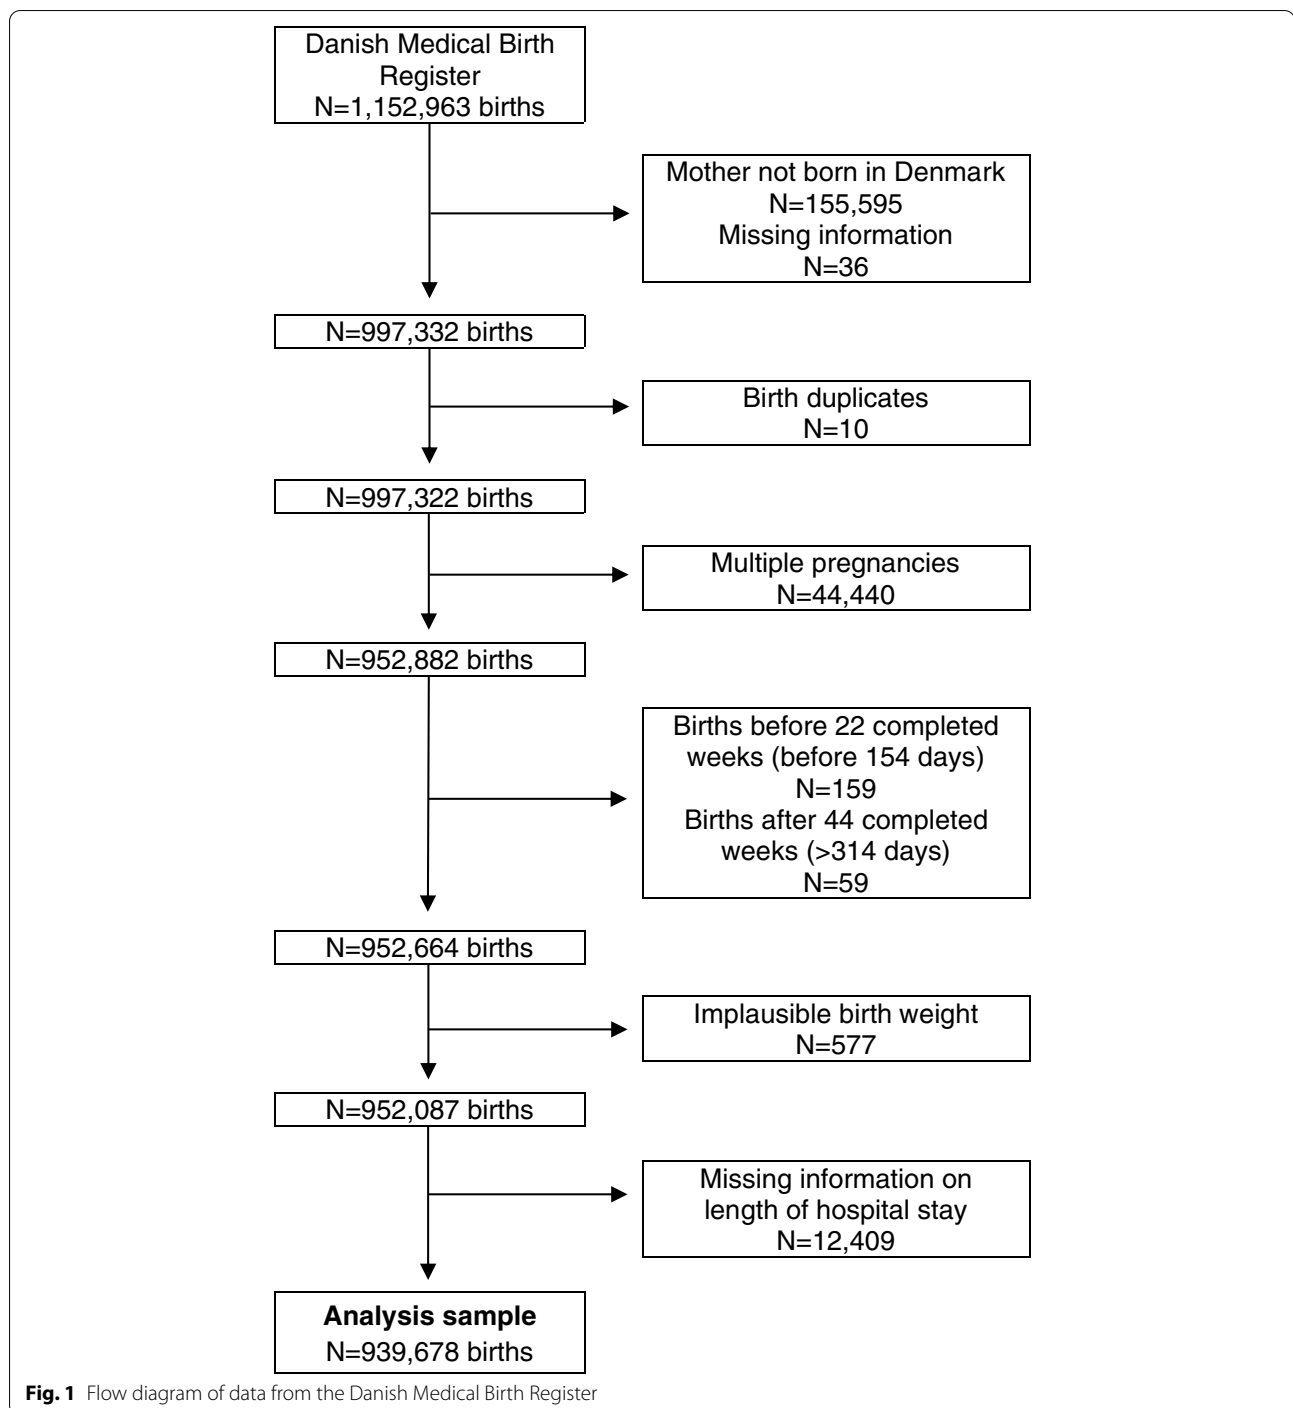 Danish Medical Birth
Register
N=1,152,963 births
Mother not born in Denmark
N=155,595
Missing information
N=36
N=997,332 births
Birth duplicates
N=10
N=997,322 births
Multiple pregnancies
N=44,440
N=952,882 births
Births before 22 completed
weeks (before 154 days)
N=159
Births after 44 completed
weeks (>314 days)
N=59
N=952,664 births
Implausible birth weight
N=577
N=952,087 births
Missing information on
length of hospital stay
N=12,409
Analysis sample
N=939,678 births
Fig. 1 Flow diagram of data from the Danish Medical Birth Register